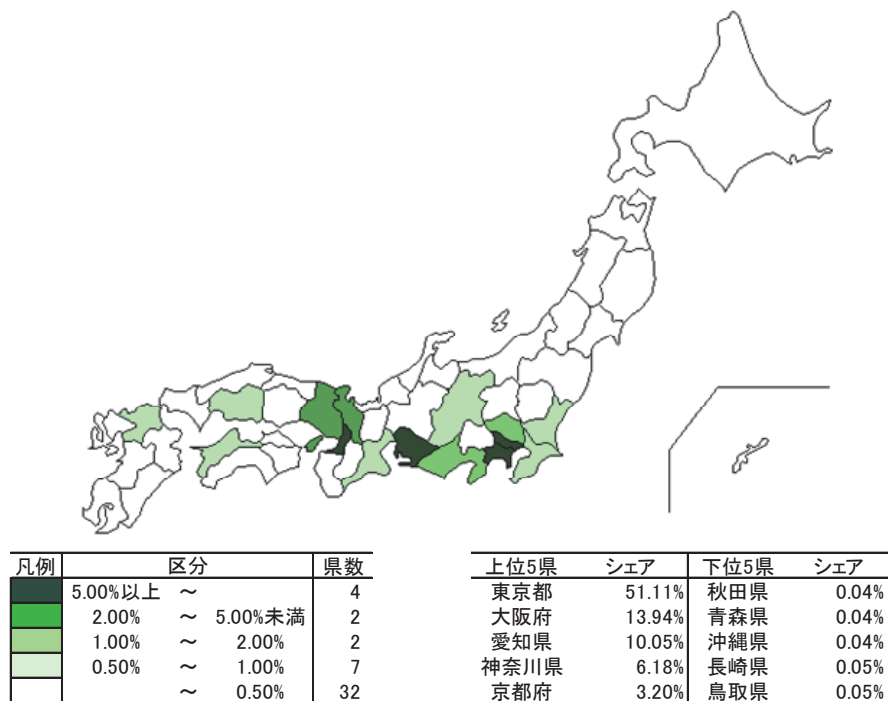 凡例 区分 県数
5.00%以上 ～ 4
2.00% ～ 5.00%未満 2
1.00% ～ 2.00% 2
0.50% ～ 1.00% 7
～ 0.50% 32
上位5県 シェア 下位5県 シェア
東京都 51.11% 秋田県 0.04%
大阪府 13.94% 青森県 0.04%
愛知県 10.05% 沖縄県 0.04%
神奈川県 6.18% 長崎県 0.05%
京都府 3.20% 鳥取県 0.05%